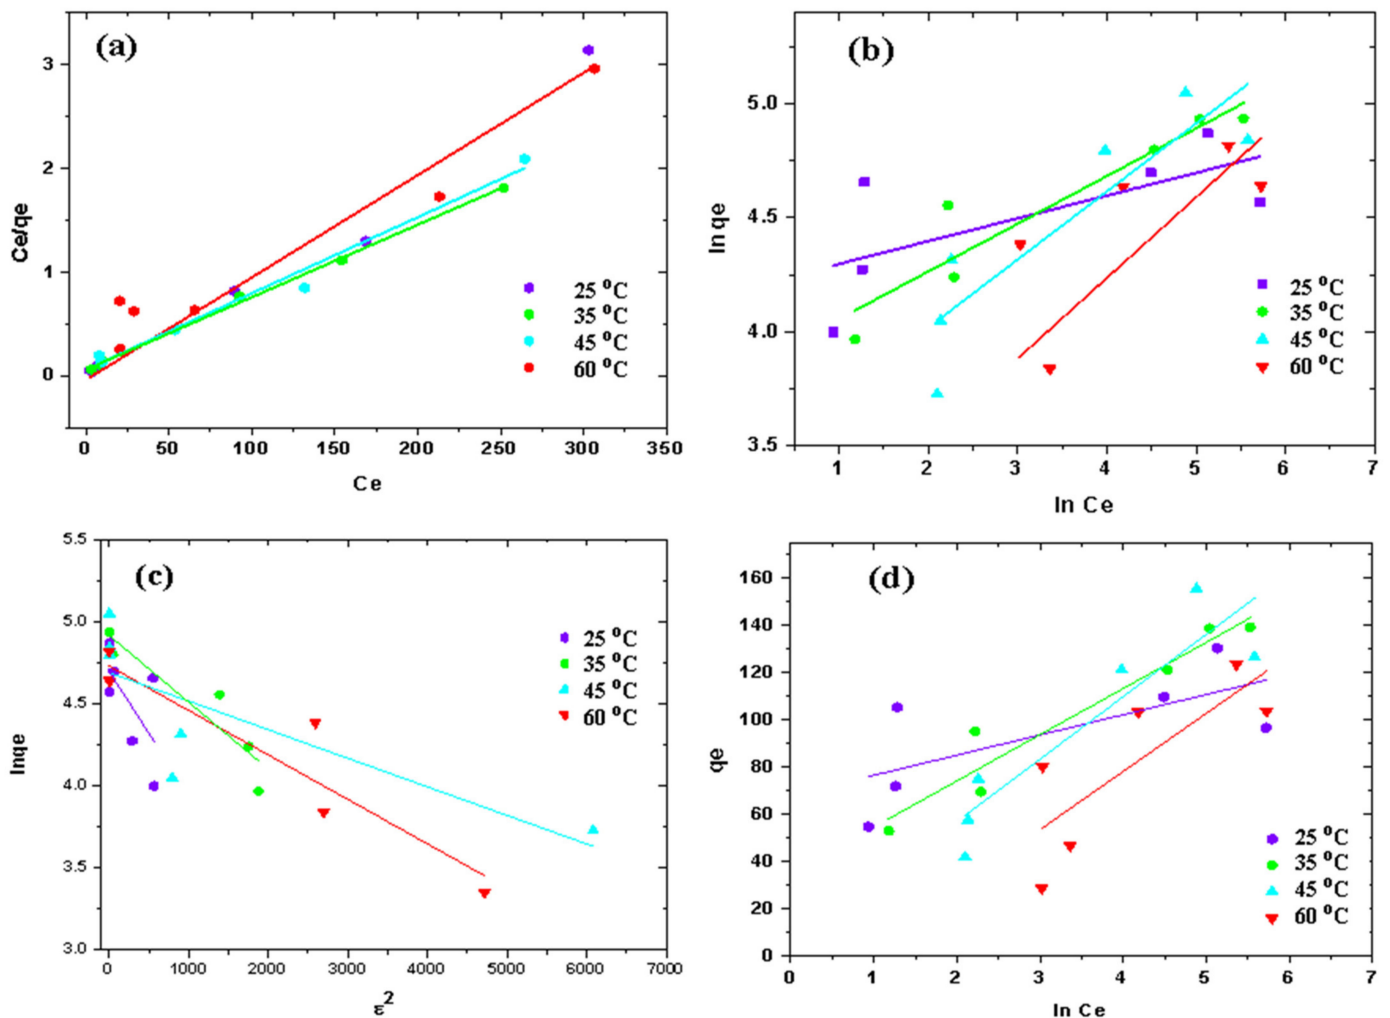 (a)
3
2
1
0
Ce/qe
0 50 100 150 200 250 300 350
Ce
25 °C
35 °C
45 °C
60 °C
(b)
5.0
4.5
4.0
3.5
ln qe
1 2 3 4 5 6 7
ln Ce
25 °C
35 °C
45 °C
60 °C
(c)
5.5
5.0
4.5
4.0
3.5
3.0
lnqe
0 1000 2000 3000 4000 5000 6000 7000
ε²
25 °C
35 °C
45 °C
60 °C
(d)
160
140
120
100
80
60
40
20
0
qe
0 1 2 3 4 5 6 7
ln Ce
25 °C
35 °C
45 °C
60 °C